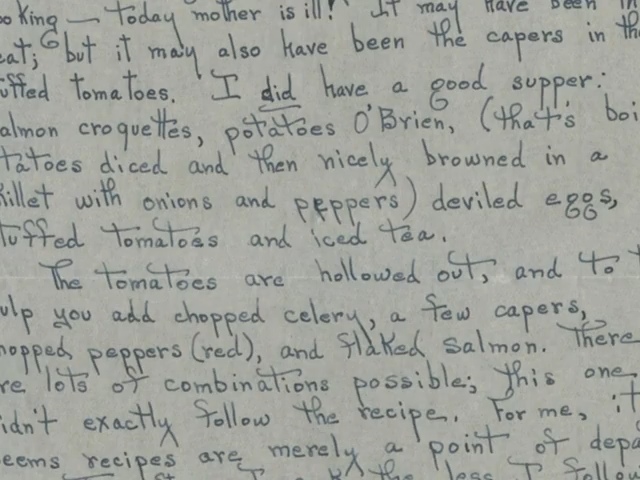 oking — Today mother is ill! It may have been in
eat; but it may also have been the capers in the
uffed tomatoes. I did have a good supper:
almon croquettes, potatoes O'Brien, (that's boi
tatoes diced and then nicely browned in a
killet with onions and peppers) deviled eggs,
tuffed tomatoes and iced tea.
The tomatoes are hollowed out, and to t
ulp you add chopped celery, a few capers,
hopped peppers (red), and flaked salmon. There
re lots of combinations possible; this one
idn't exactly follow the recipe. For me, it
eems recipes are merely a point of depa
the less I follow